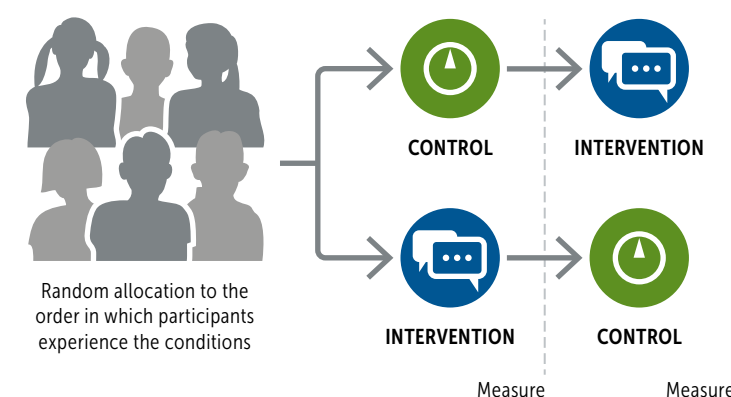 CONTROL
INTERVENTION
Random allocation to the
order in which participants
experience the conditions
INTERVENTION
CONTROL
Measure
Measure